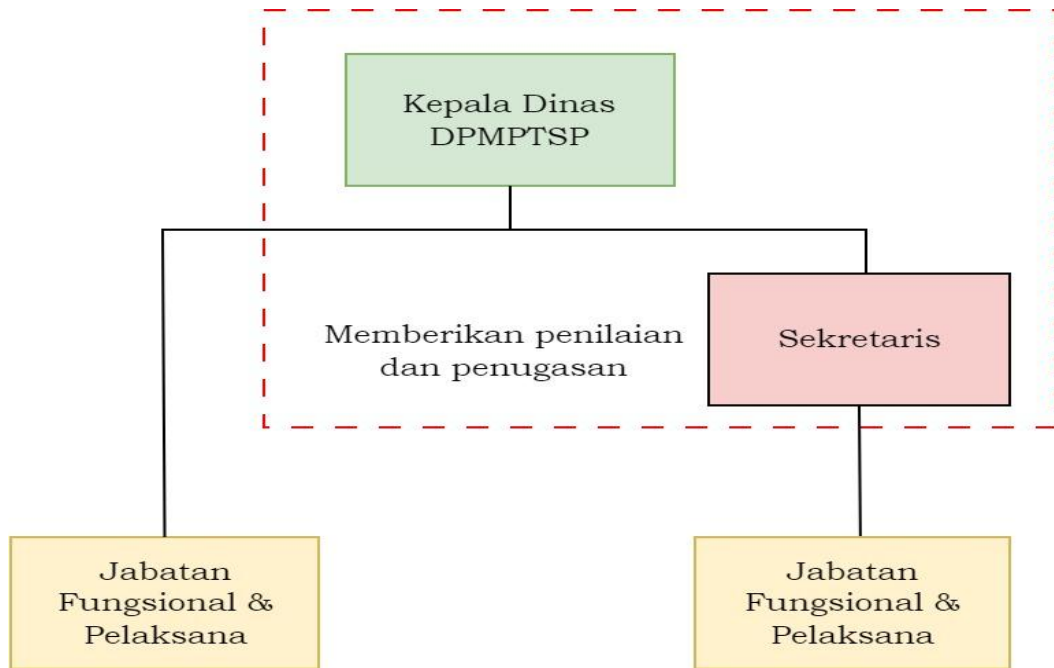 Kepala Dinas
DPMPTSP
Memberikan penilaian
dan penugasan
Sekretaris
Jabatan
Fungsional &
Pelaksana
Jabatan
Fungsional &
Pelaksana